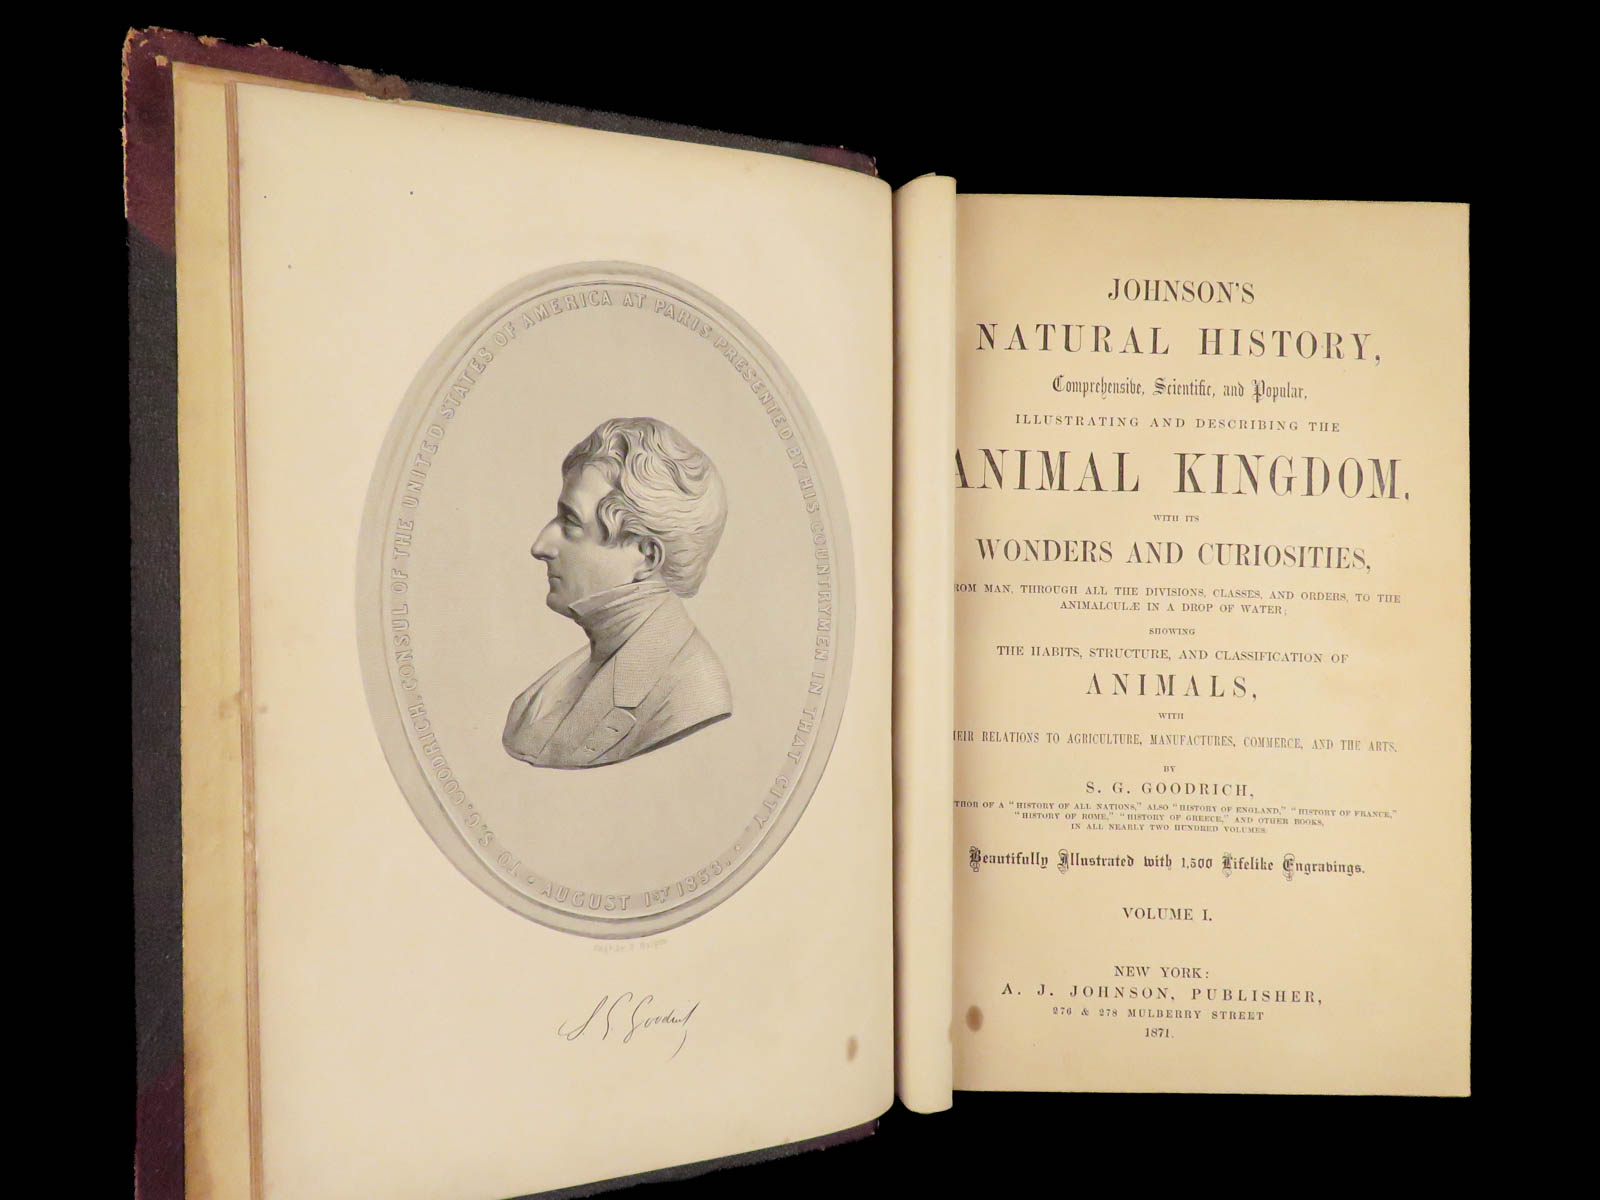 TO S. G. GOODRICH. CONSUL OF THE UNITED STATES OF AMERICA AT PARIS PRESENTED BY HIS COUNTRYMEN IN THAT CITY.
· AUGUST 1ST 1853. ·
S. G. Goodrich
JOHNSON'S
NATURAL HISTORY,
Comprehensive, Scientific, and Popular,
ILLUSTRATING AND DESCRIBING THE
ANIMAL KINGDOM,
WITH ITS
WONDERS AND CURIOSITIES,
ROM MAN, THROUGH ALL THE DIVISIONS, CLASSES, AND ORDERS, TO THE
ANIMALCULÆ IN A DROP OF WATER;
SHOWING
THE HABITS, STRUCTURE, AND CLASSIFICATION OF
ANIMALS,
WITH
EIR RELATIONS TO AGRICULTURE, MANUFACTURES, COMMERCE, AND THE ARTS.
BY
S. G. GOODRICH,
THOR OF A "HISTORY OF ALL NATIONS," ALSO "HISTORY OF ENGLAND," "HISTORY OF FRANCE,"
"HISTORY OF ROME," "HISTORY OF GREECE," AND OTHER BOOKS,
IN ALL NEARLY TWO HUNDRED VOLUMES.
Beautifully Illustrated with 1,500 Lifelike Engravings.
VOLUME I.
NEW YORK:
A. J. JOHNSON, PUBLISHER,
276 & 278 MULBERRY STREET
1871.